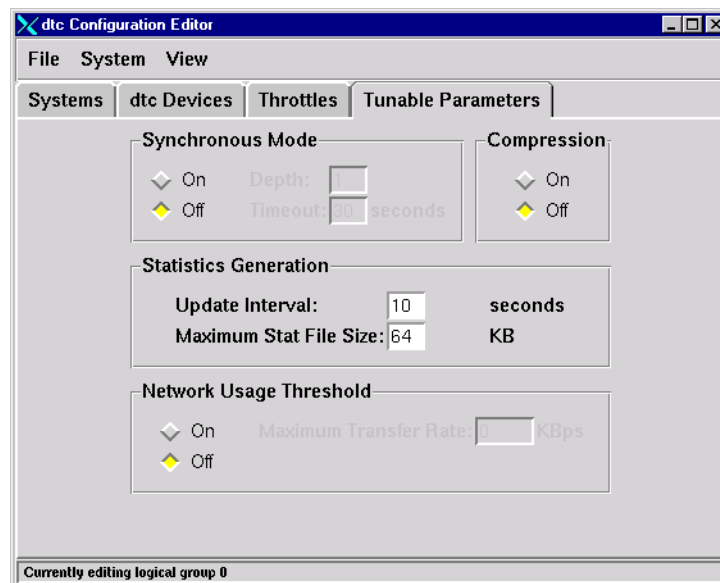 dtc Configuration Editor
File System View
Systems dtc Devices Throttles Tunable Parameters
Synchronous Mode Compression
On Depth: 1 On
Off Timeout: 30 seconds Off
Statistics Generation
Update Interval: 10 seconds
Maximum Stat File Size: 64 KB
Network Usage Threshold
On Maximum Transfer Rate: 0 KBps
Off
Currently editing logical group 0